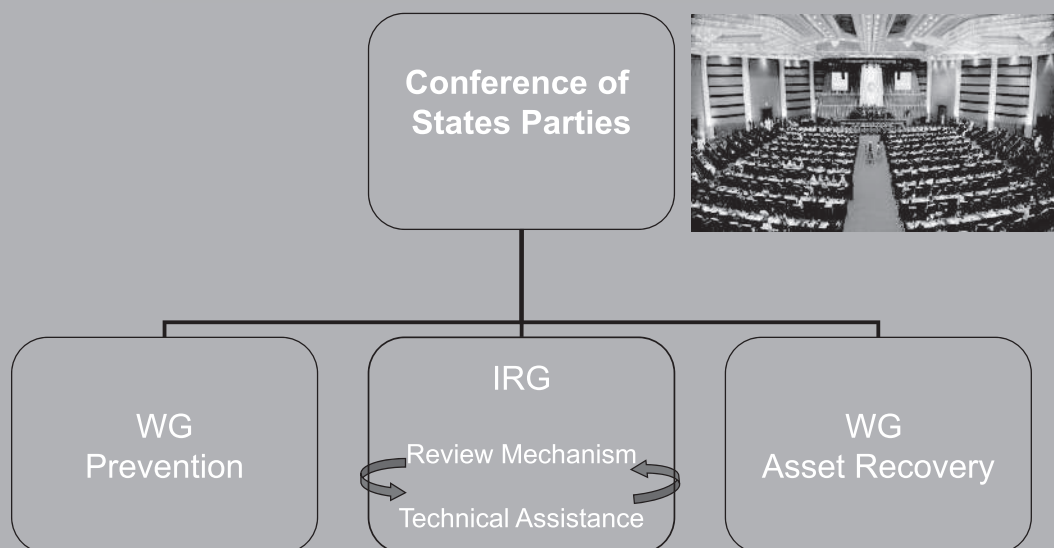 Conference of
States Parties
WG
Prevention
IRG
Review Mechanism
Technical Assistance
WG
Asset Recovery